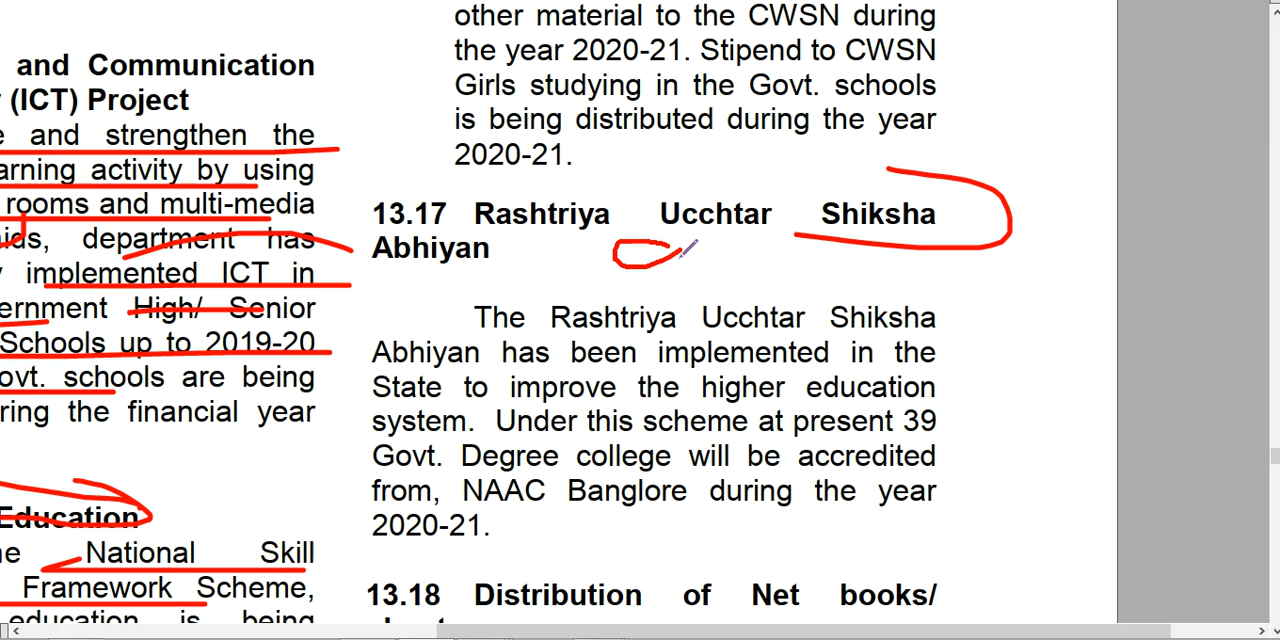 and Communication
(ICT) Project
and strengthen the
activity by using
rooms and multi-media
department has
implemented ICT in
High/ Senior
Schools up to 2019-20
schools are being
the financial year
Education
National Skill
Framework Scheme,
education is being
other material to the CWSN during
the year 2020-21. Stipend to CWSN
Girls studying in the Govt. schools
is being distributed during the year
2020-21.
13.17 Rashtriya Ucchtar Shiksha
Abhiyan
The Rashtriya Ucchtar Shiksha
Abhiyan has been implemented in the
State to improve the higher education
system. Under this scheme at present 39
Govt. Degree college will be accredited
from, NAAC Banglore during the year
2020-21.
13.18 Distribution of Net books/